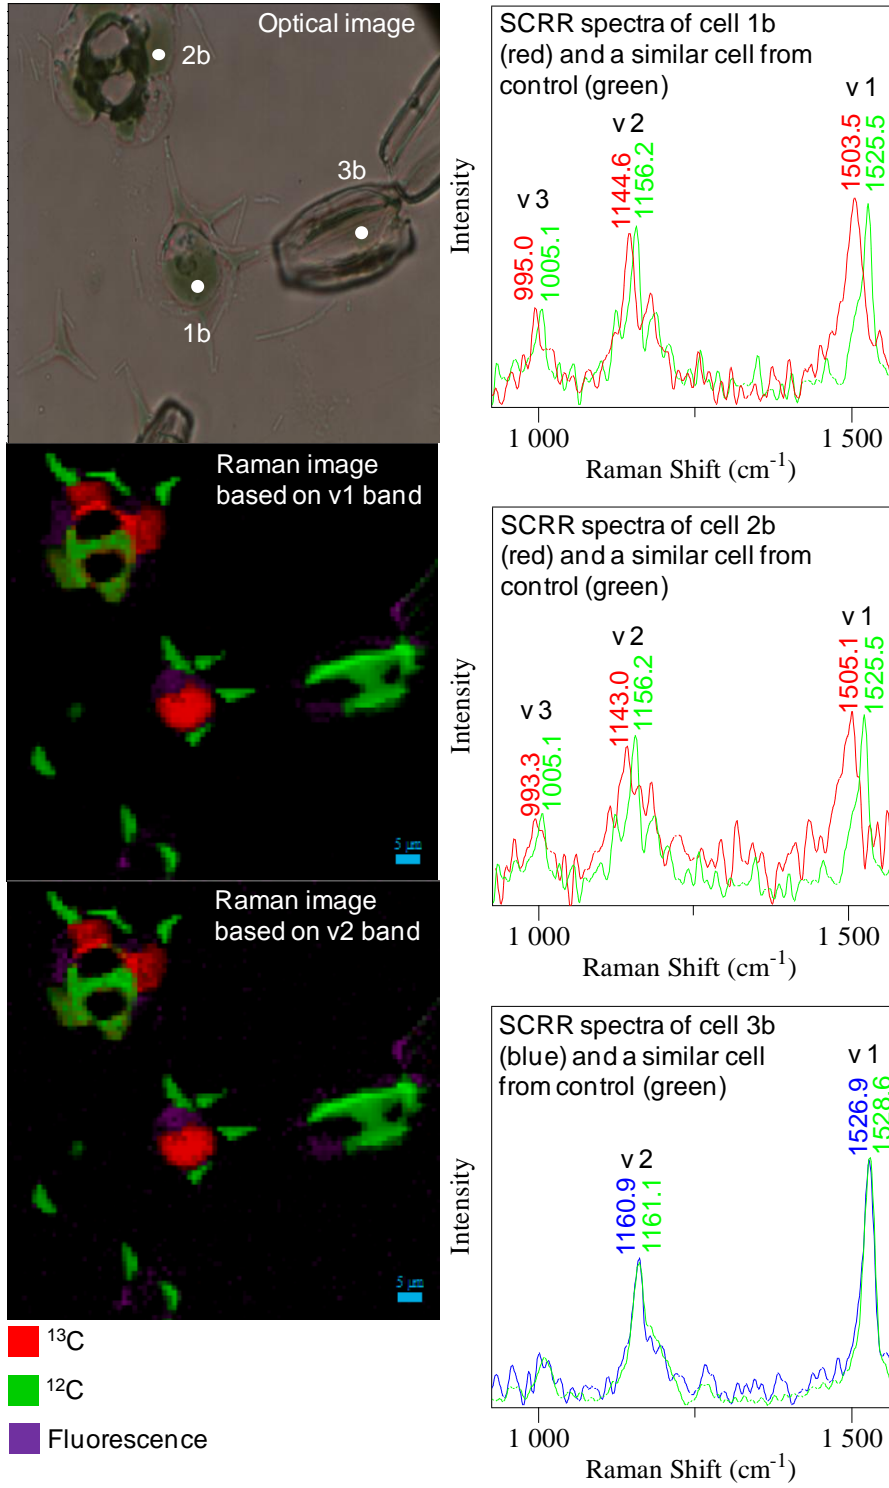 Optical image
2b
3b
1b
Raman image
based on v1 band
5 µm
Raman image
based on v2 band
5 µm
¹³C
¹²C
Fluorescence
SCRR spectra of cell 1b
(red) and a similar cell from
control (green)
v 1
v 2
v 3
995.0
1005.1
1144.6
1156.2
1503.5
1525.5
Intensity
1 000
1 500
Raman Shift (cm⁻¹)
SCRR spectra of cell 2b
(red) and a similar cell from
control (green)
v 1
v 2
v 3
993.3
1005.1
1143.0
1156.2
1505.1
1525.5
Intensity
1 000
1 500
Raman Shift (cm⁻¹)
SCRR spectra of cell 3b
(blue) and a similar cell
from control (green)
v 1
v 2
1160.9
1161.1
1526.9
1528.6
Intensity
1 000
1 500
Raman Shift (cm⁻¹)